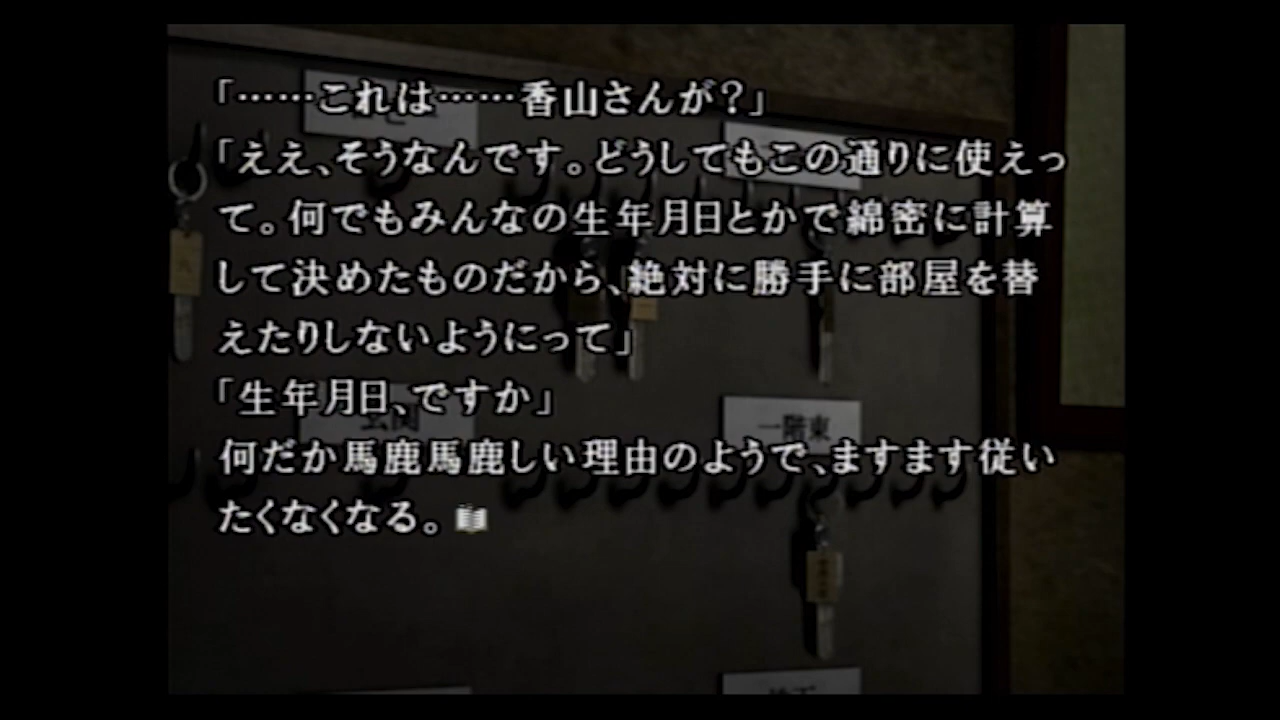 「……これは……香山さんが？」
「ええ、そうなんです。どうしてもこの通りに使えっ
て。何でもみんなの生年月日とかで綿密に計算
して決めたものだから、絶対に勝手に部屋を替
えたりしないようにって」
「生年月日、ですか」
玄関
一階東
何だか馬鹿馬鹿しい理由のようで、ますます従い
たくなくなる。